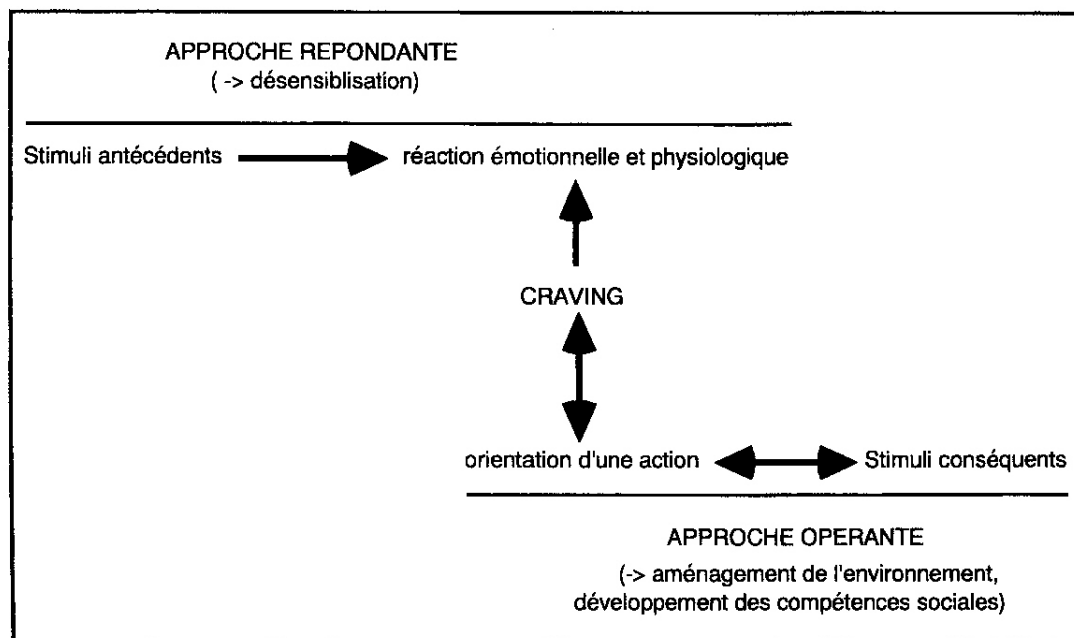 APPROCHE REPONDANTE
( -> désensiblisation)
Stimuli antécédents réaction émotionnelle et physiologique
CRAVING
orientation d'une action Stimuli conséquents
APPROCHE OPERANTE
(-> aménagement de l'environnement,
développement des compétences sociales)